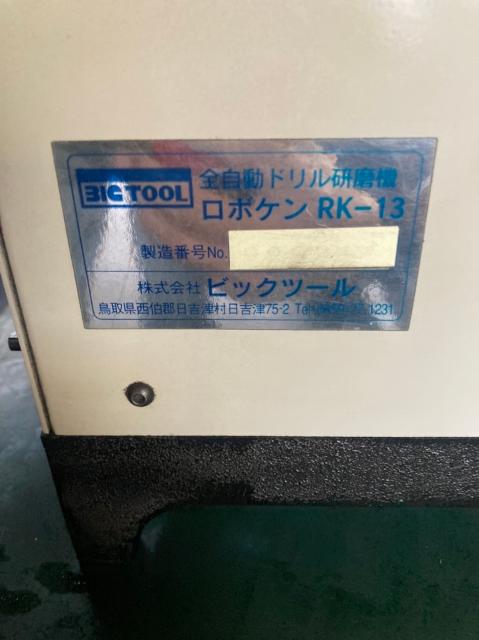 BIG TOOL
全自動ドリル研磨機
ロボケン RK-13
製造番号No.
株式会社 ビックツール
鳥取県西伯郡日吉津村日吉津75-2 Tel.